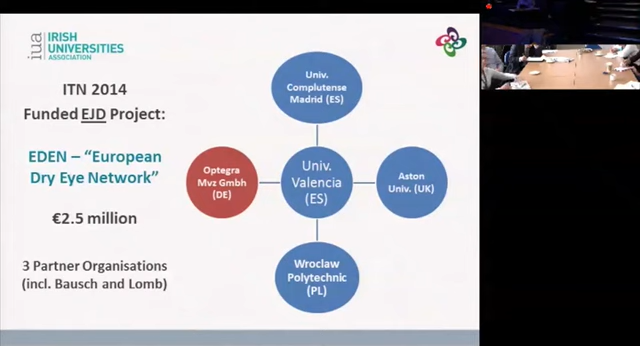 iua
IRISH
UNIVERSITIES
ASSOCIATION
ITN 2014
Funded EJD Project:
EDEN – “European
Dry Eye Network”
€2.5 million
3 Partner Organisations
(incl. Bausch and Lomb)
Univ.
Complutense
Madrid (ES)
Optegra
Mvz Gmbh
(DE)
Univ.
Valencia
(ES)
Aston
Univ. (UK)
Wroclaw
Polytechnic
(PL)